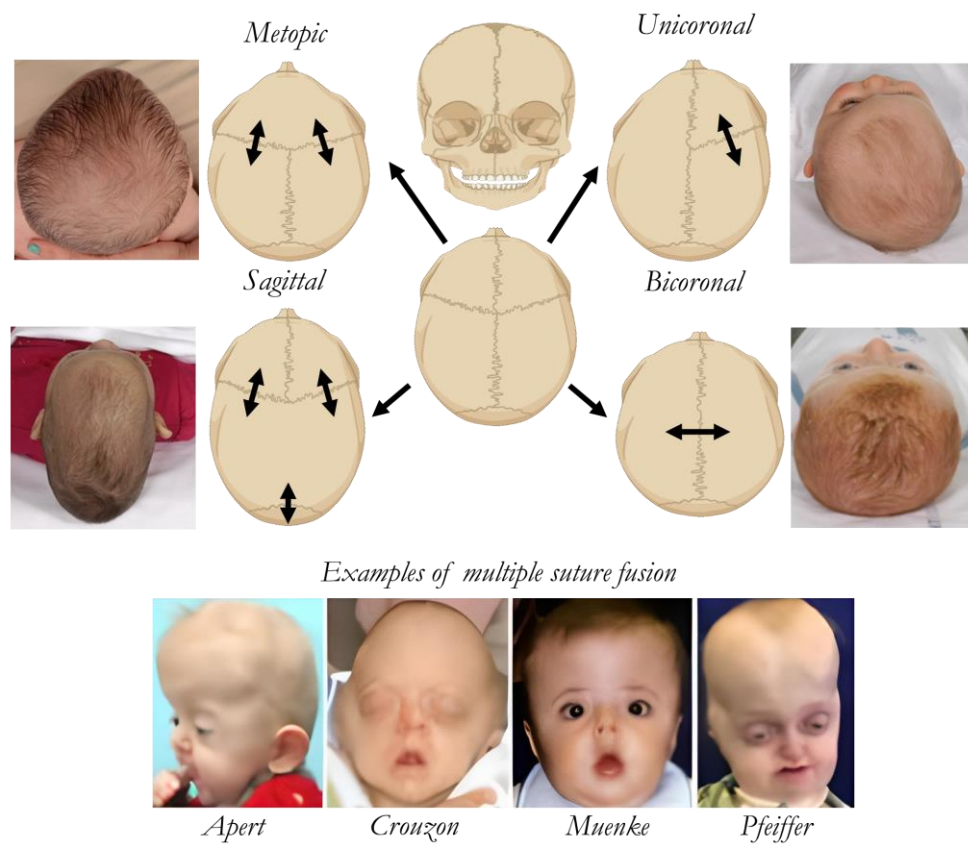 Metopic
Unicoronal
Sagittal
Bicoronal
Examples of multiple suture fusion
Apert
Crouzon
Muenke
Pfeiffer